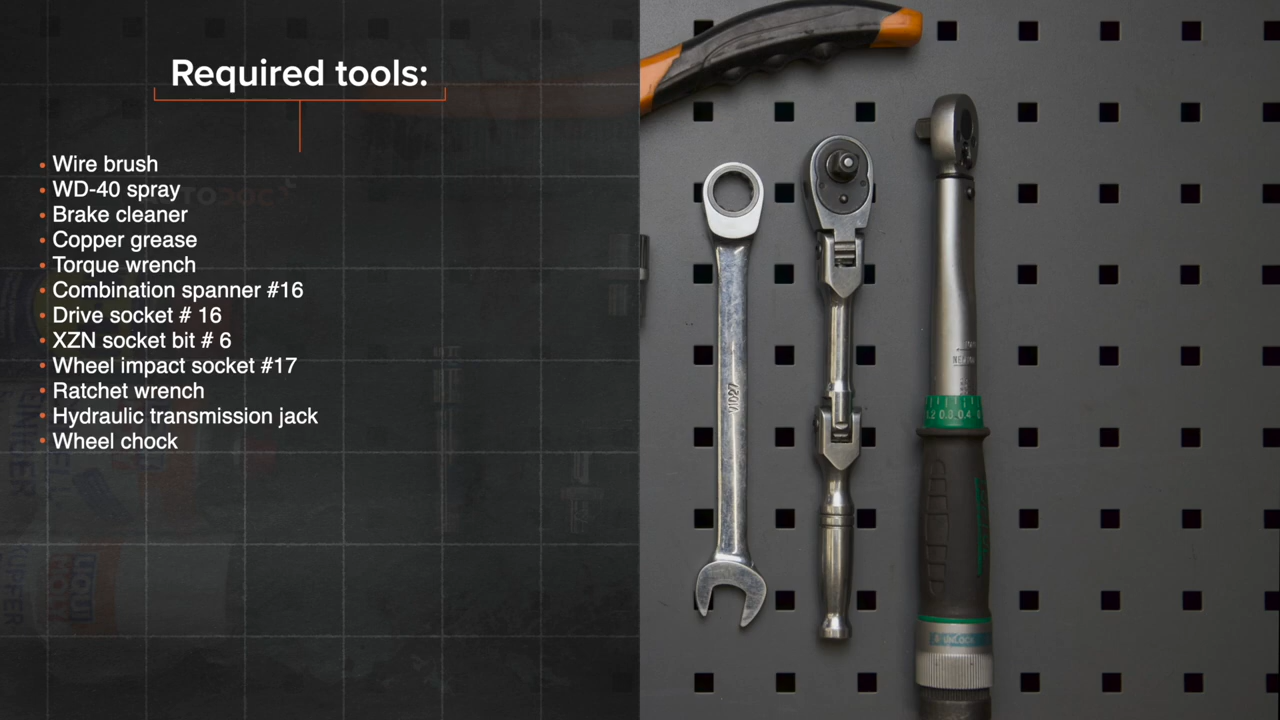 Required tools:
• Wire brush
• WD-40 spray
• Brake cleaner
• Copper grease
• Torque wrench
• Combination spanner #16
• Drive socket # 16
• XZN socket bit # 6
• Wheel impact socket #17
• Ratchet wrench
• Hydraulic transmission jack
• Wheel chock